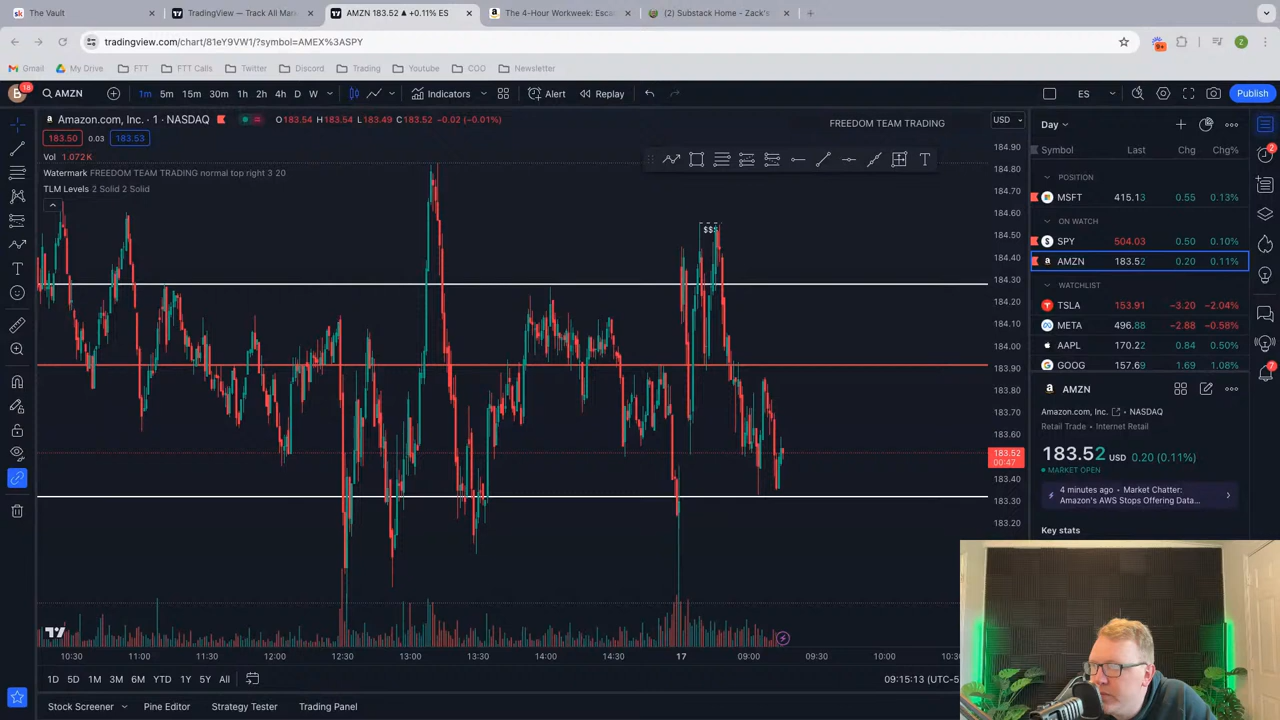 sk The Vault
TradingView — Track All Mark
AMZN 183.52 ▲ +0.11% ES
The 4-Hour Workweek: Escap
(2) Substack Home - Zack's
tradingview.com/chart/81eY9VW1/?symbol=AMEX%3ASPY
9+
Z
Gmail
My Drive
FTT
FTT Calls
Twitter
Discord
Trading
Youtube
COO
Newsletter
B 18
AMZN
1m 5m 15m 30m 1h 2h 4h D W
Indicators
Alert
Replay
ES
Publish
Amazon.com, Inc. · 1 · NASDAQ
O183.54 H183.54 L183.49 C183.52 −0.02 (−0.01%)
183.50 0.03 183.53
Vol 1.072K
Watermark FREEDOM TEAM TRADING normal top right 3 20
TLM Levels 2 Solid 2 Solid
FREEDOM TEAM TRADING
USD
$$$
184.90
184.80
184.70
184.60
184.50
184.40
184.30
184.20
184.10
184.00
183.90
183.80
183.70
183.60
183.52
00:47
183.40
183.30
183.20
10:30 11:00 11:30 12:00 12:30 13:00 13:30 14:00 14:30 17 09:00 09:30 10:00 10:30
1D 5D 1M 3M 6M YTD 1Y 5Y All
09:15:13 (UTC-5
Stock Screener
Pine Editor
Strategy Tester
Trading Panel
Day
Symbol Last Chg Chg%
POSITION
MSFT 415.13 0.55 0.13%
ON WATCH
SPY 504.03 0.50 0.10%
AMZN 183.52 0.20 0.11%
WATCHLIST
TSLA 153.91 −3.20 −2.04%
META 496.88 −2.88 −0.58%
AAPL 170.22 0.84 0.50%
GOOG 157.69 1.69 1.08%
AMZN
Amazon.com, Inc. • NASDAQ
Retail Trade • Internet Retail
183.52 USD 0.20 (0.11%)
MARKET OPEN
4 minutes ago • Market Chatter:
Amazon's AWS Stops Offering Data...
Key stats
2
2